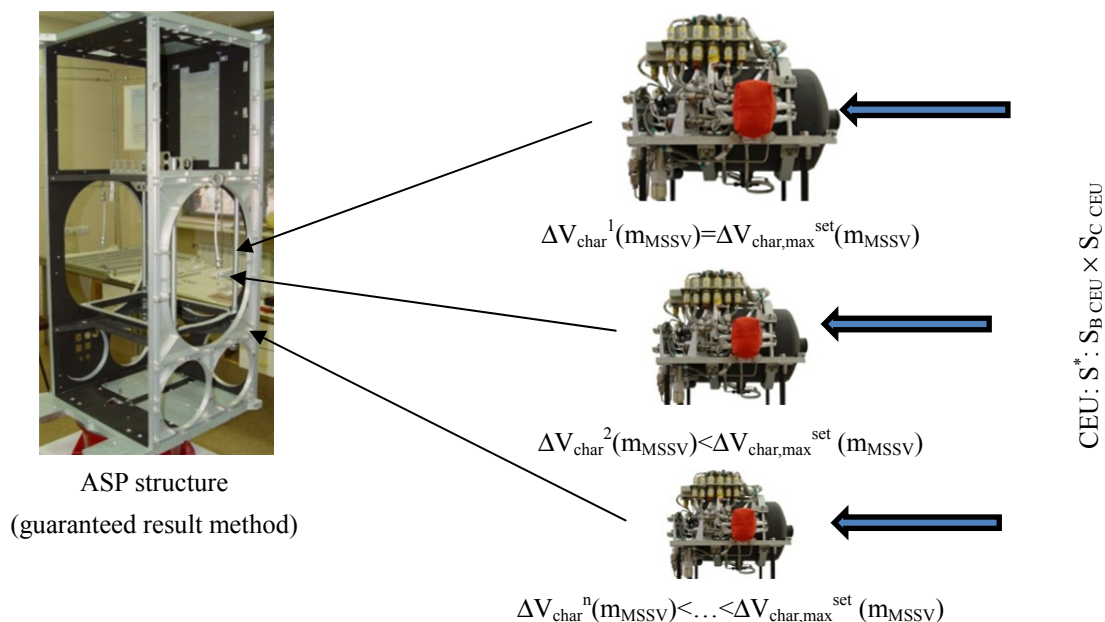 ΔV_char^1(m_MSSV)=ΔV_char,max^set(m_MSSV)
ΔV_char^2(m_MSSV)<ΔV_char,max^set (m_MSSV)
ΔV_char^n(m_MSSV)<…<ΔV_char,max^set (m_MSSV)
ASP structure
(guaranteed result method)
CEU: S^*: S_B CEU × S_C CEU